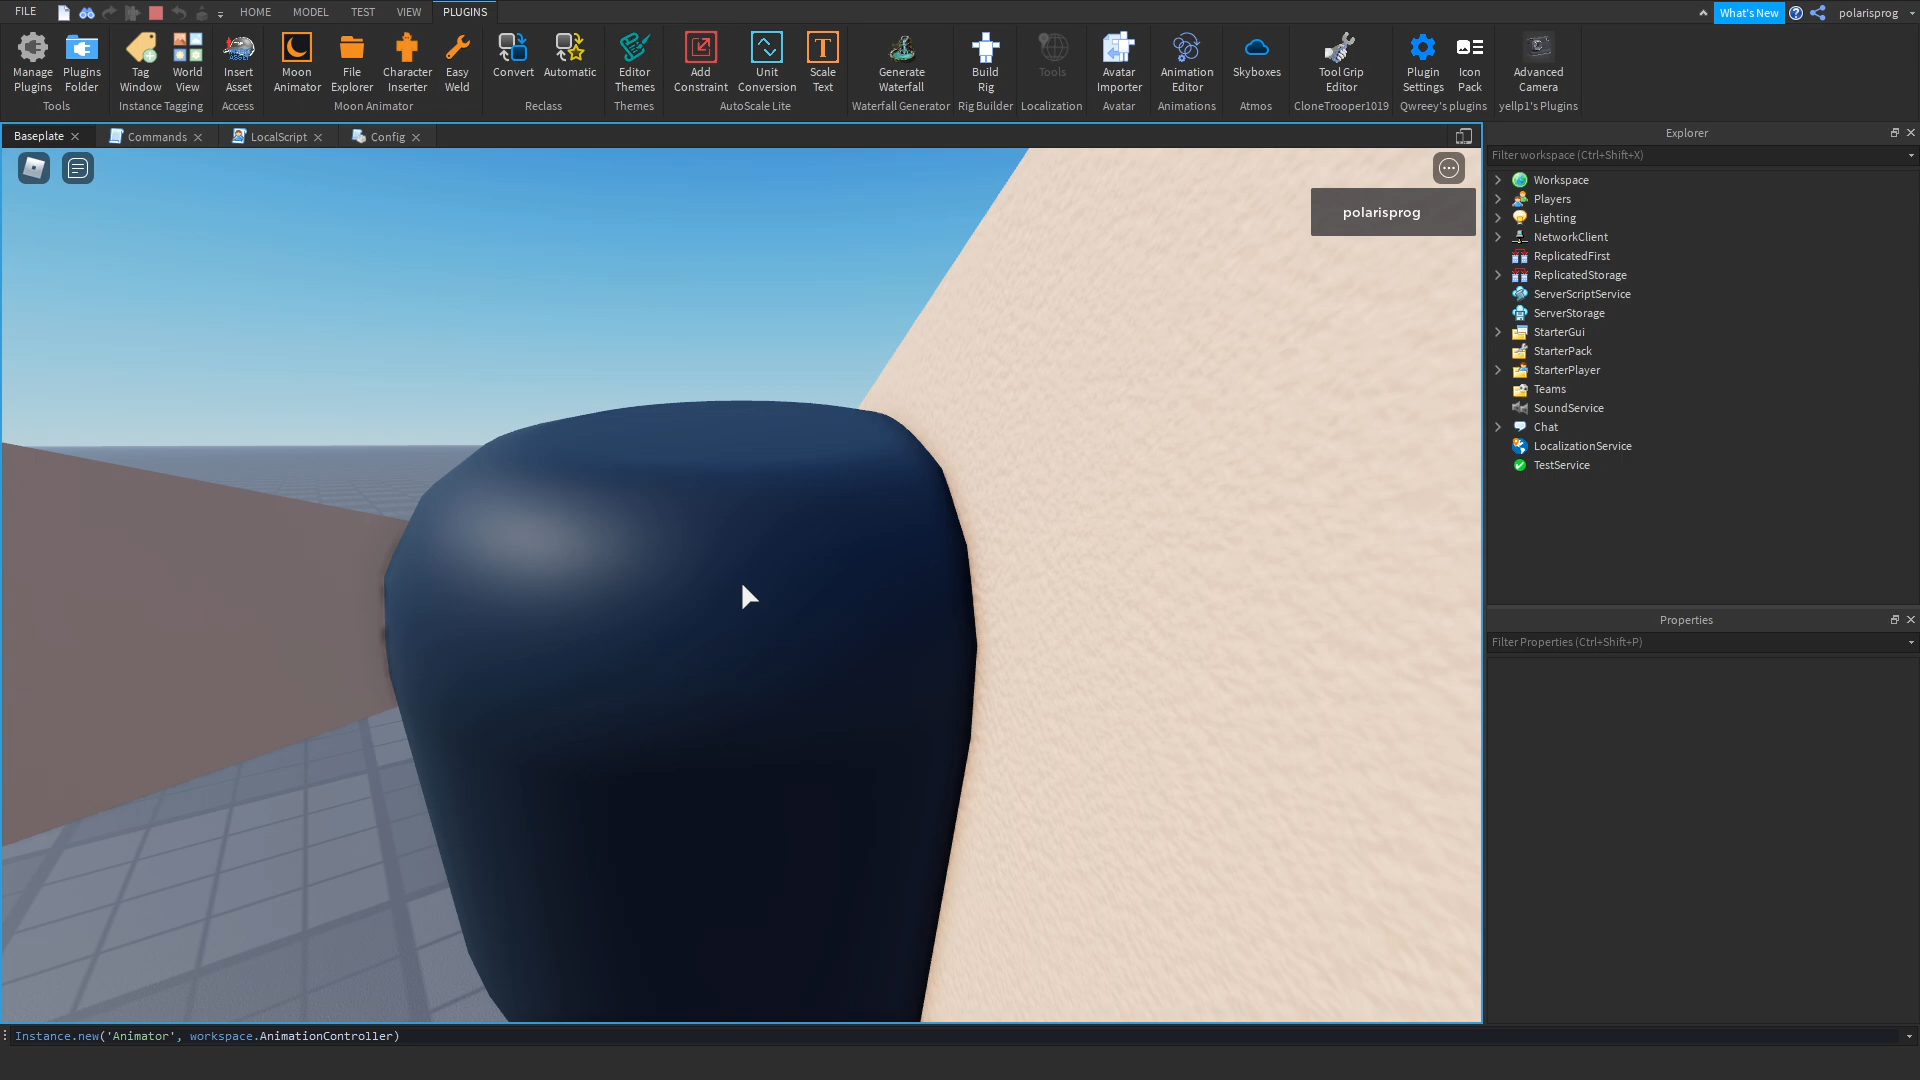 FILE HOME MODEL TEST VIEW PLUGINS What's New polarisprog
Manage Plugins
Plugins Folder
Tools
Tag Window
World View
Instance Tagging
Insert Asset
Access
Moon Animator
File Explorer
Character Inserter
Easy Weld
Moon Animator
Convert
Automatic
Reclass
Editor Themes
Themes
Add Constraint
Unit Conversion
Scale Text
AutoScale Lite
Generate Waterfall
Waterfall Generator
Build Rig
Rig Builder
Tools
Localization
Avatar Importer
Avatar
Animation Editor
Animations
Skyboxes
Atmos
Tool Grip Editor
CloneTrooper1019
Plugin Settings
Icon Pack
Qwreey's plugins
Advanced Camera
yellp1's Plugins
Baseplate Commands LocalScript Config
polarisprog
Explorer
Filter workspace (Ctrl+Shift+X)
Workspace
Players
Lighting
NetworkClient
ReplicatedFirst
ReplicatedStorage
ServerScriptService
ServerStorage
StarterGui
StarterPack
StarterPlayer
Teams
SoundService
Chat
LocalizationService
TestService
Properties
Filter Properties (Ctrl+Shift+P)
Instance.new('Animator', workspace.AnimationController)